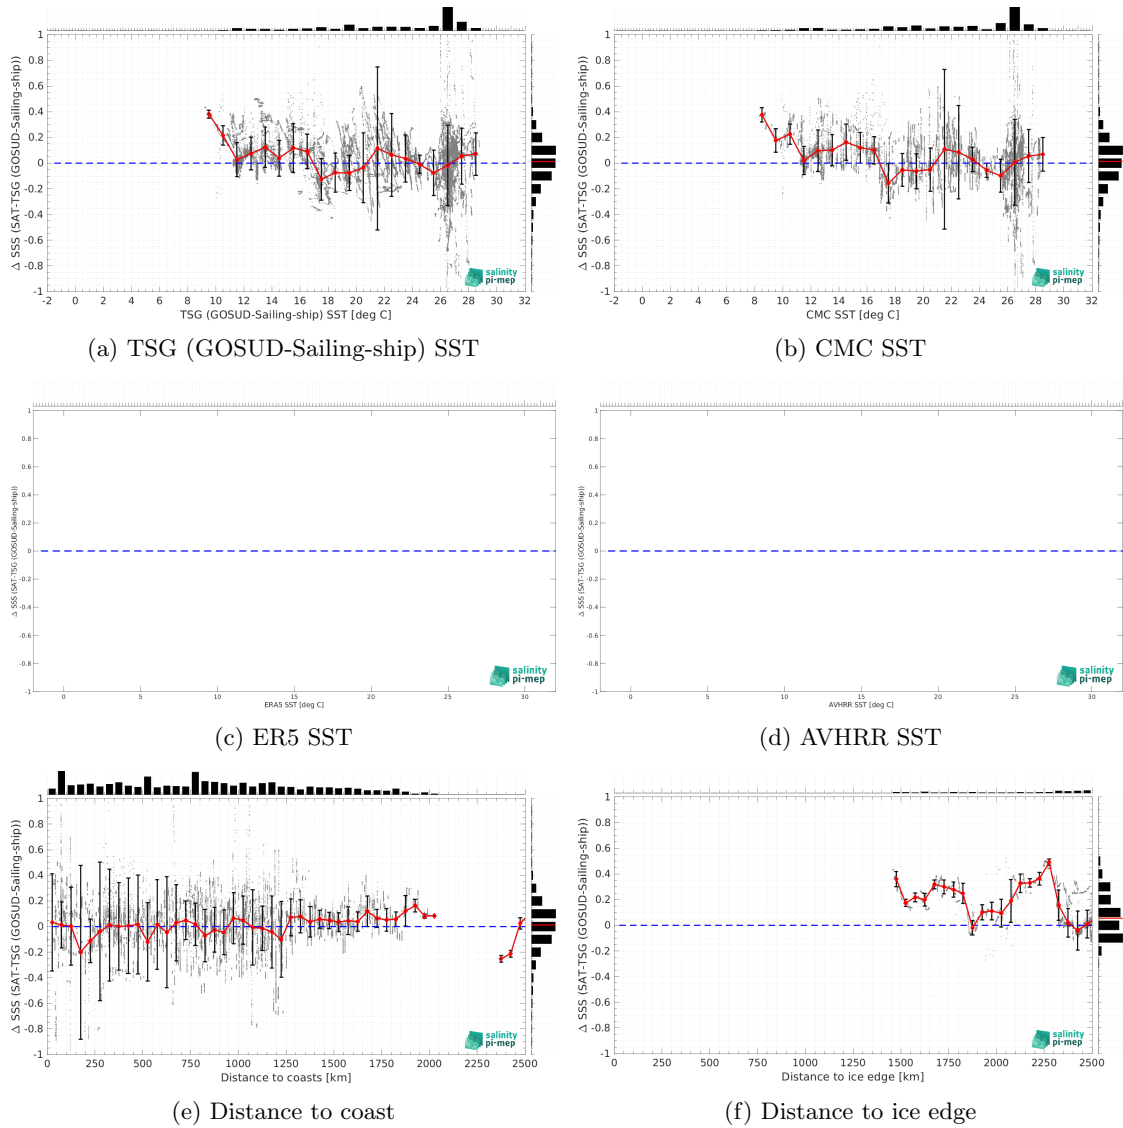 1
0.8
0.6
0.4
0.2
0
-0.2
-0.4
-0.6
-0.8
-1
Δ SSS (SAT-TSG (GOSUD-Sailing-ship))
-2 0 2 4 6 8 10 12 14 16 18 20 22 24 26 28 30 32
TSG (GOSUD-Sailing-ship) SST [deg C]
salinity
pi-mep
(a) TSG (GOSUD-Sailing-ship) SST
1
0.8
0.6
0.4
0.2
0
-0.2
-0.4
-0.6
-0.8
-1
Δ SSS (SAT-TSG (GOSUD-Sailing-ship))
-2 0 2 4 6 8 10 12 14 16 18 20 22 24 26 28 30 32
CMC SST [deg C]
salinity
pi-mep
(b) CMC SST
1
0.8
0.6
0.4
0.2
0
-0.2
-0.4
-0.6
-0.8
-1
Δ SSS (SAT-TSG (GOSUD-Sailing-ship))
0 5 10 15 20 25 30
ERA5 SST [deg C]
salinity
pi-mep
(c) ER5 SST
1
0.8
0.6
0.4
0.2
0
-0.2
-0.4
-0.6
-0.8
-1
Δ SSS (SAT-TSG (GOSUD-Sailing-ship))
0 5 10 15 20 25 30
AVHRR SST [deg C]
salinity
pi-mep
(d) AVHRR SST
1
0.8
0.6
0.4
0.2
0
-0.2
-0.4
-0.6
-0.8
-1
Δ SSS (SAT-TSG (GOSUD-Sailing-ship))
0 250 500 750 1000 1250 1500 1750 2000 2250 2500
Distance to coasts [km]
salinity
pi-mep
(e) Distance to coast
1
0.8
0.6
0.4
0.2
0
-0.2
-0.4
-0.6
-0.8
-1
Δ SSS (SAT-TSG (GOSUD-Sailing-ship))
0 250 500 750 1000 1250 1500 1750 2000 2250 2500
Distance to ice edge [km]
salinity
pi-mep
(f) Distance to ice edge